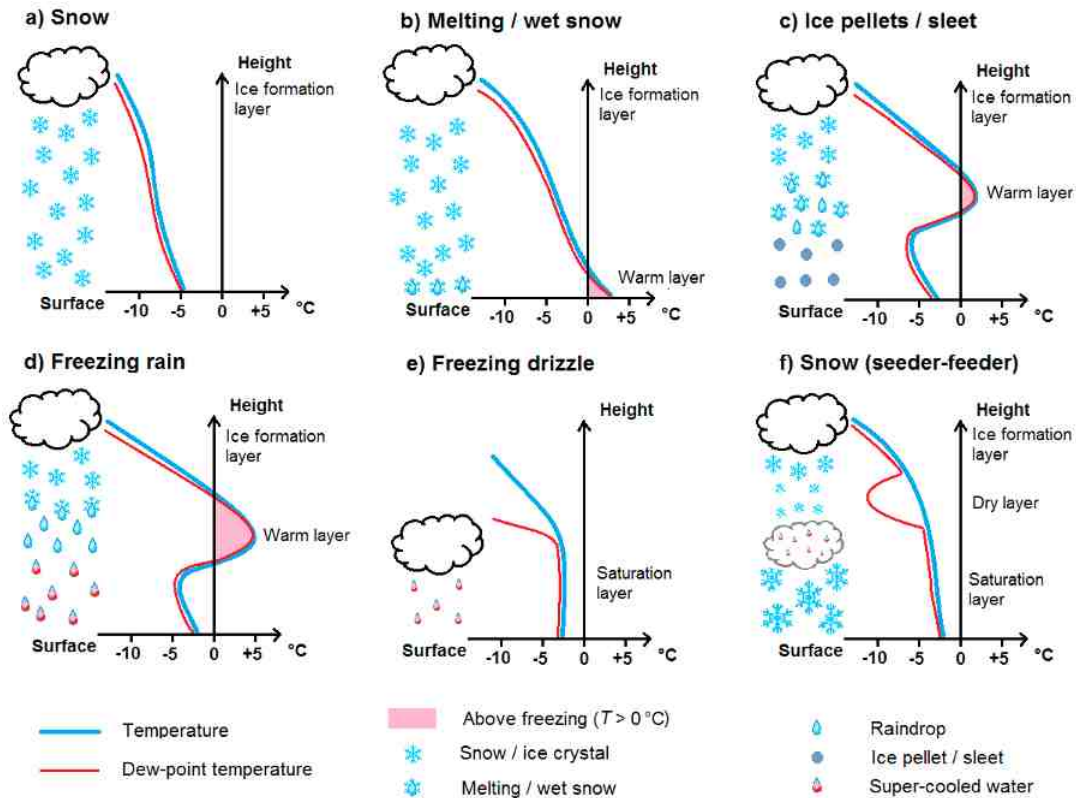 a) Snow
Height
Ice formation
layer
Surface
-10
-5
0
+5
°C
b) Melting / wet snow
Height
Ice formation
layer
Warm layer
Surface
-10
-5
0
+5
°C
c) Ice pellets / sleet
Height
Ice formation
layer
Warm layer
Surface
-10
-5
0
+5
°C
d) Freezing rain
Height
Ice formation
layer
Warm layer
Surface
-10
-5
0
+5
°C
e) Freezing drizzle
Height
Saturation
layer
Surface
-10
-5
0
+5
°C
f) Snow (seeder-feeder)
Height
Ice formation
layer
Dry layer
Saturation
layer
Surface
-10
-5
0
+5
°C
Temperature
Dew-point temperature
Above freezing (T > 0 °C)
Snow / ice crystal
Melting / wet snow
Raindrop
Ice pellet / sleet
Super-cooled water